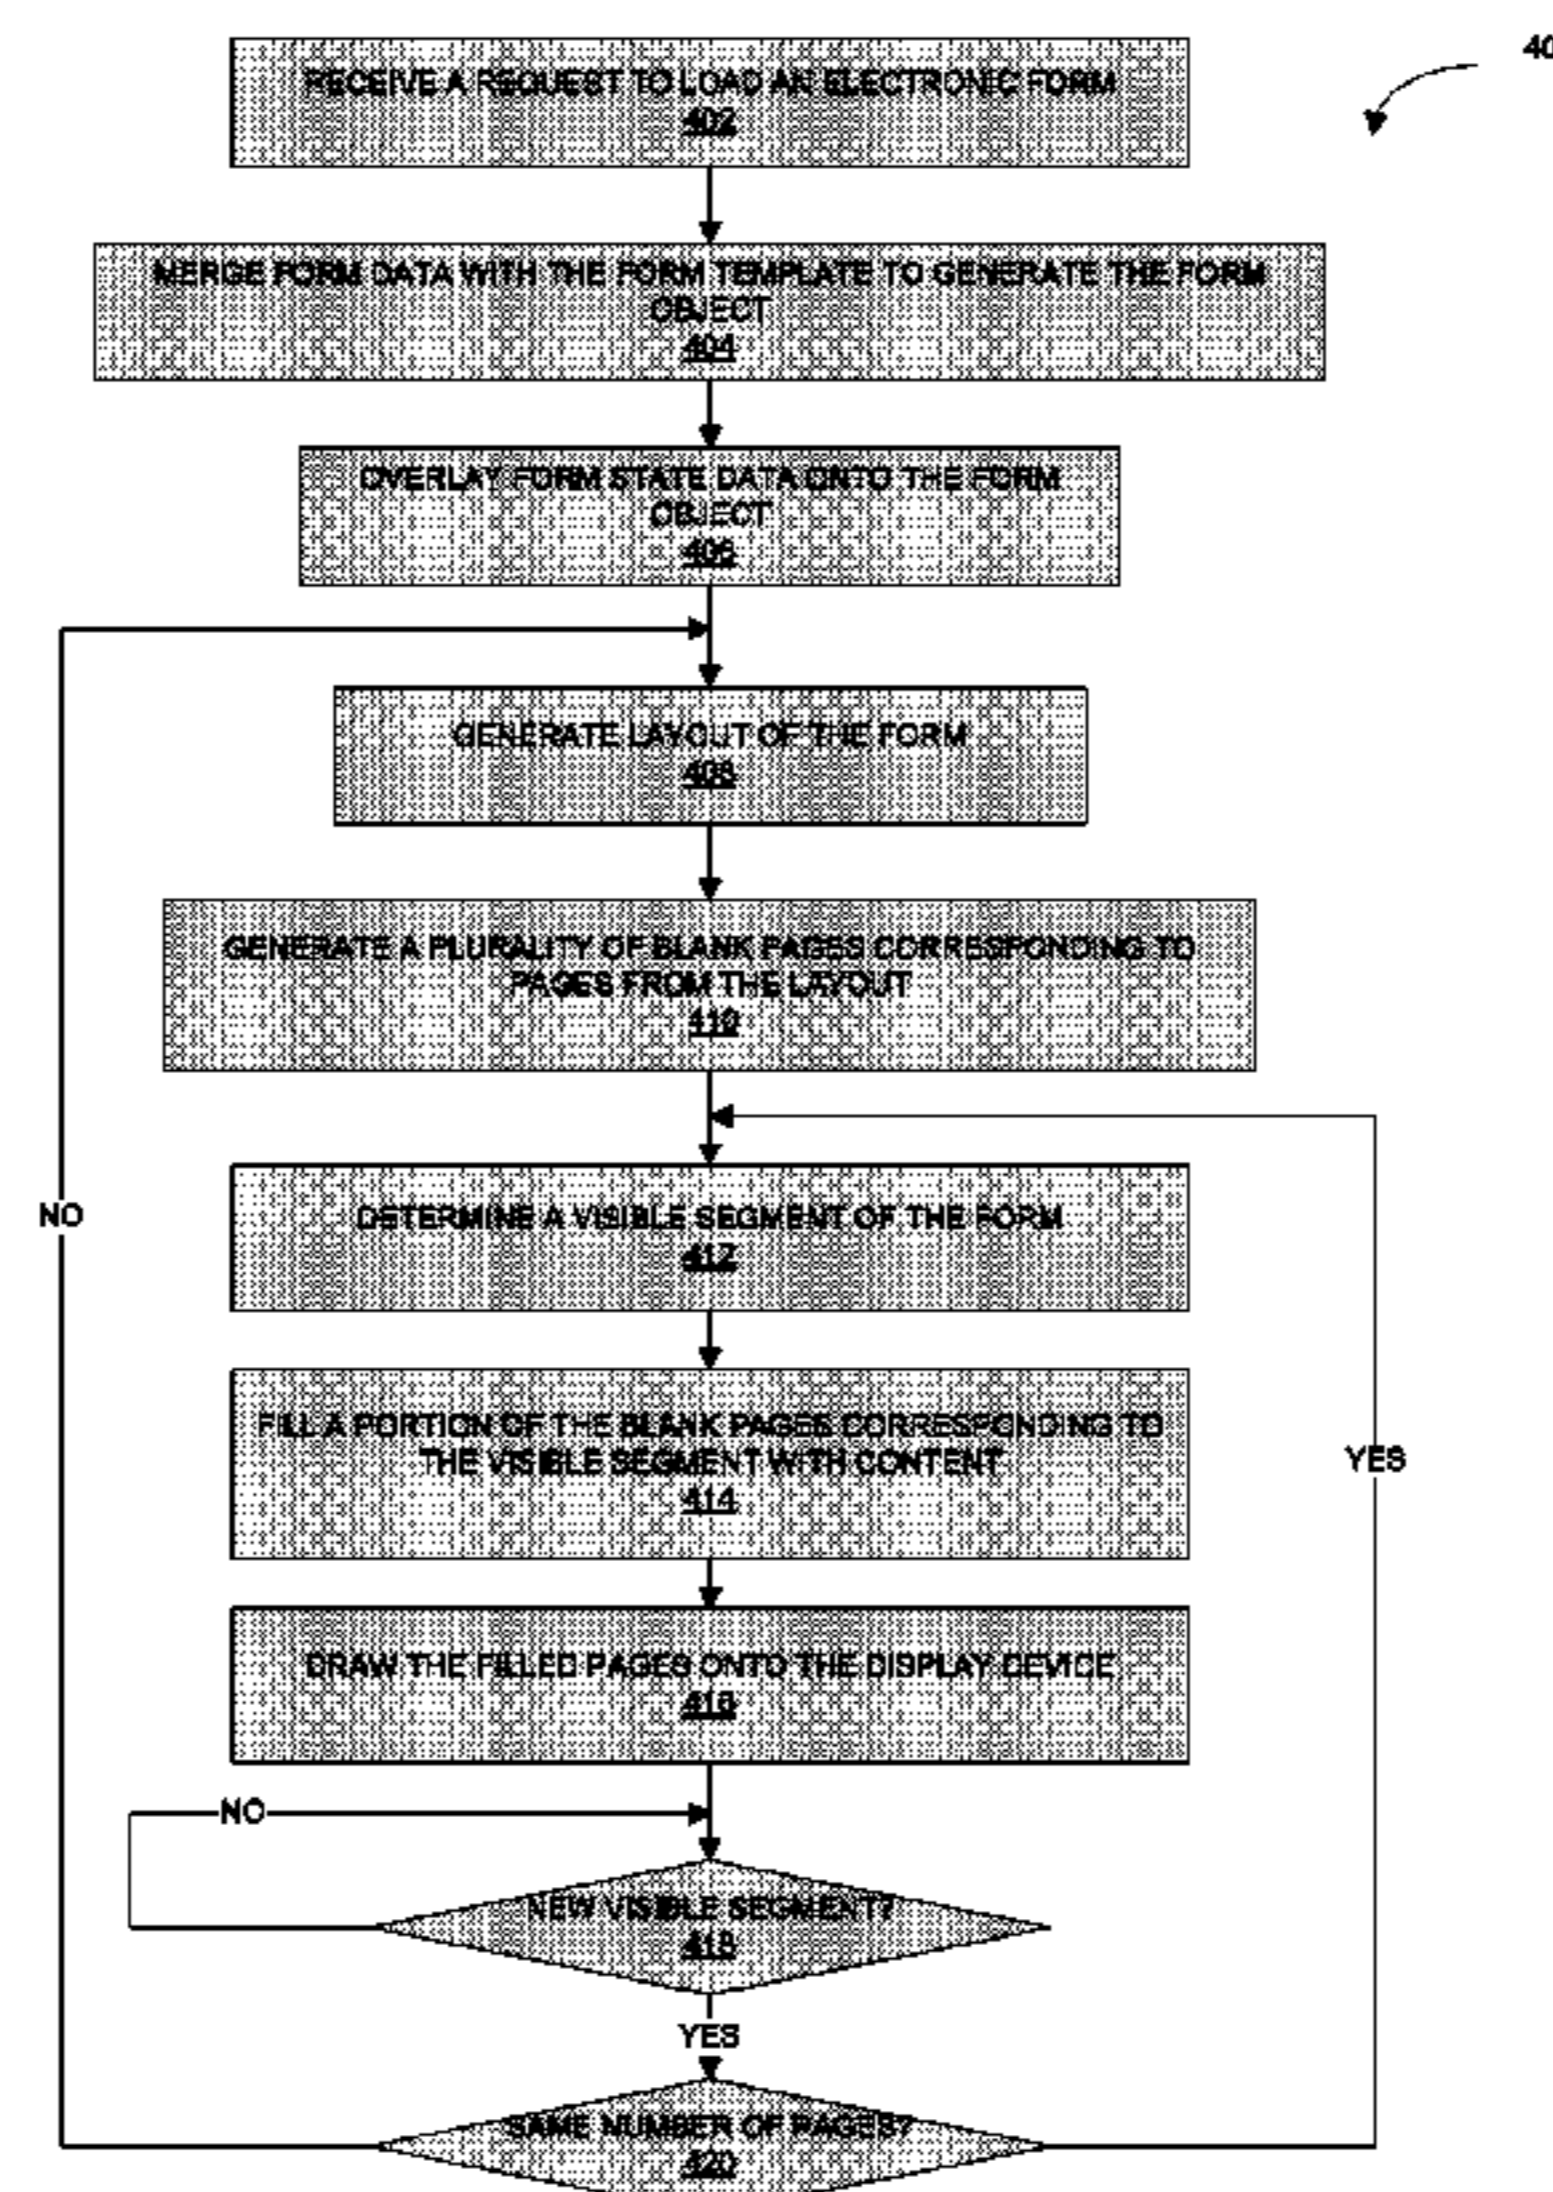 40
RECEIVE A REQUEST TO LOAD AN ELECTRONIC FORM
402
MERGE FORM DATA WITH THE FORM TEMPLATE TO GENERATE THE FORM
OBJECT
404
OVERLAY FORM STATE DATA ONTO THE FORM
OBJECT
406
GENERATE LAYOUT OF THE FORM
408
GENERATE A PLURALITY OF BLANK PAGES CORRESPONDING TO
PAGES FROM THE LAYOUT
410
DETERMINE A VISIBLE SEGMENT OF THE FORM
412
NO
FILL A PORTION OF THE BLANK PAGES CORRESPONDING TO
THE VISIBLE SEGMENT WITH CONTENT
414
YES
DRAW THE FILLED PAGES ONTO THE DISPLAY DEVICE
416
NO
NEW VISIBLE SEGMENT?
418
YES
SAME NUMBER OF PAGES?
420